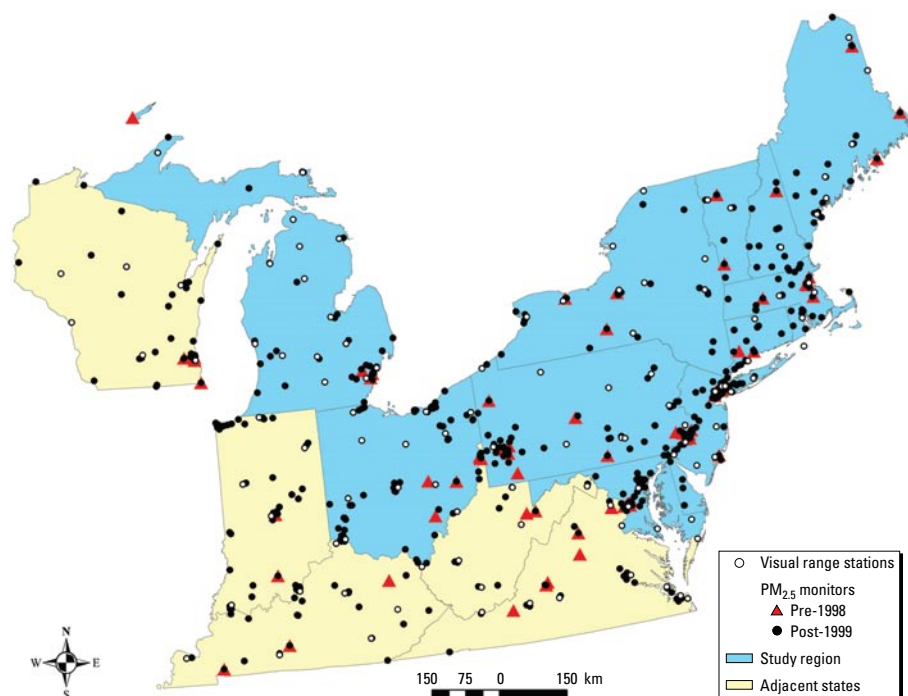 Visual range stations
PM2.5 monitors
Pre-1998
Post-1999
Study region
Adjacent states
N
W E
S
150 75 0 150 km